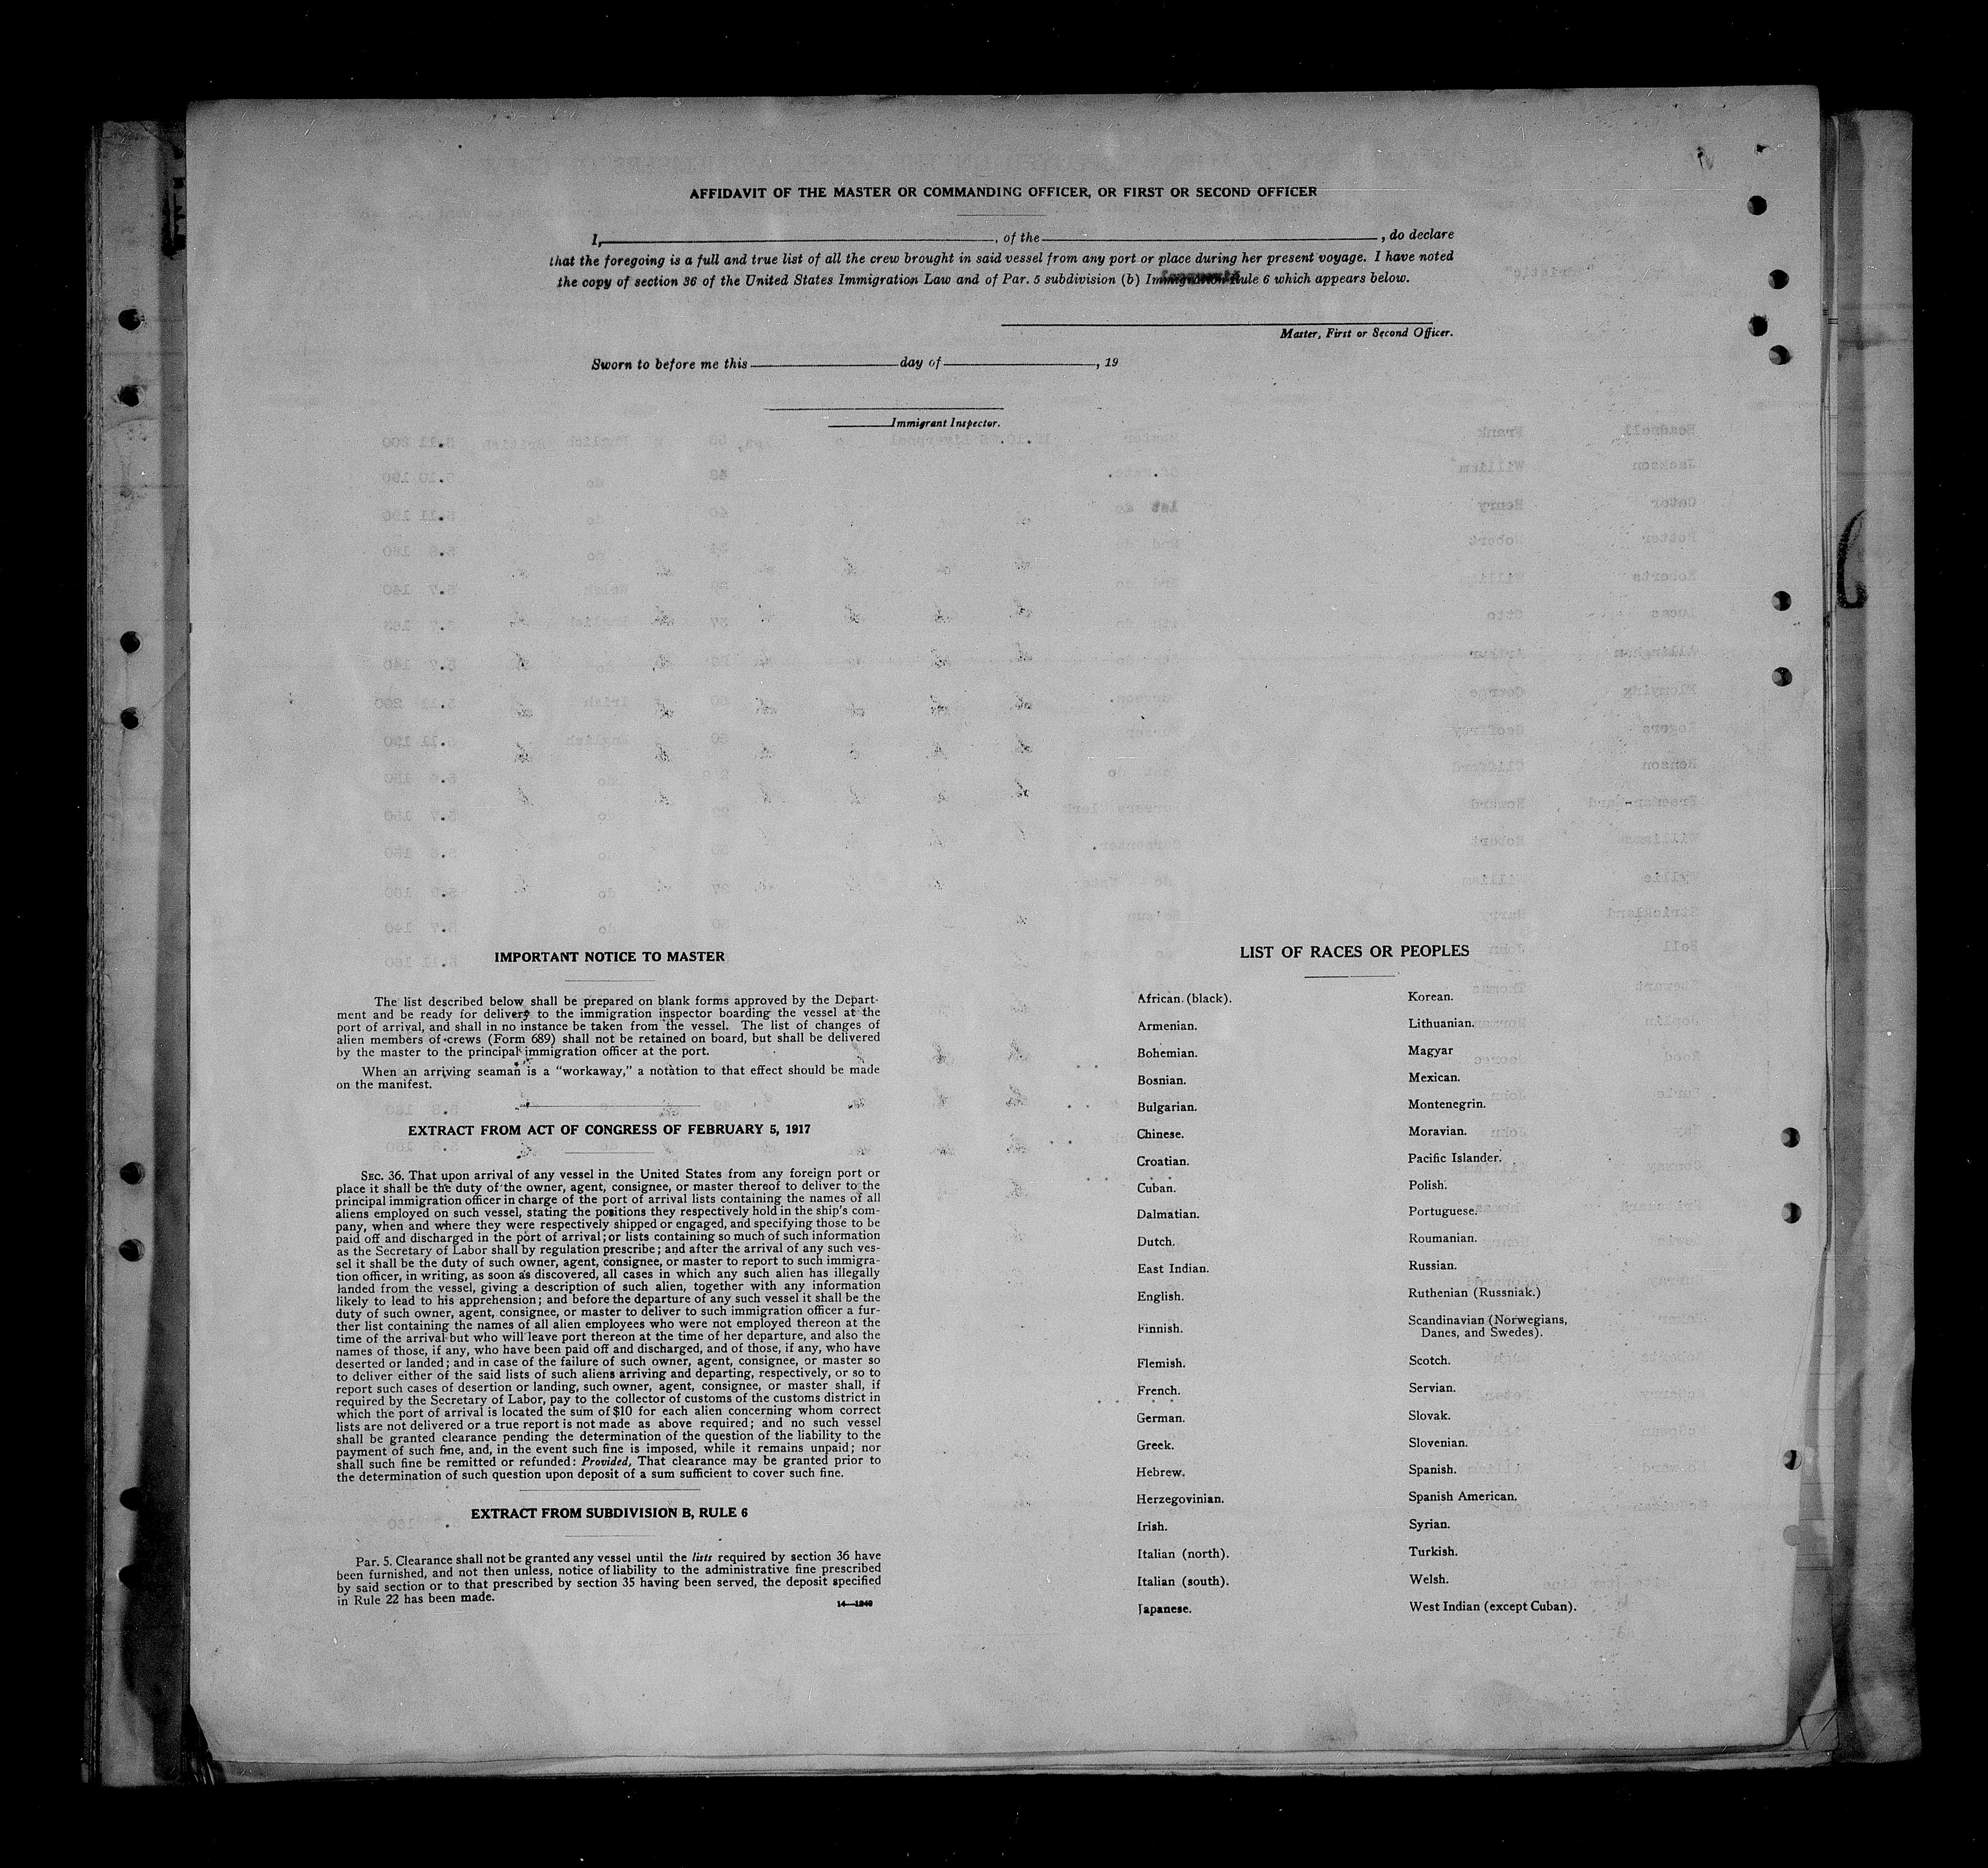 AFFIDAVIT OF THE MASTER OR COMMANDING OFFICER, OR FIRST OR SECOND OFFICER
I, , of the , do declare
that the foregoing is a full and true list of all the crew brought in said vessel from any port or place during her present voyage. I have noted
the copy of section 36 of the United States Immigration Law and of Par. 5 subdivision (b) Immigration Rule 6 which appears below.
Master, First or Second Officer.
Sworn to before me this day of , 19
Immigrant Inspector.
IMPORTANT NOTICE TO MASTER
The list described below shall be prepared on blank forms approved by the Depart-
ment and be ready for delivery to the immigration inspector boarding the vessel at the
port of arrival, and shall in no instance be taken from the vessel. The list of changes of
alien members of crews (Form 689) shall not be retained on board, but shall be delivered
by the master to the principal immigration officer at the port.
When an arriving seaman is a "workaway," a notation to that effect should be made
on the manifest.
EXTRACT FROM ACT OF CONGRESS OF FEBRUARY 5, 1917
SEC. 36. That upon arrival of any vessel in the United States from any foreign port or
place it shall be the duty of the owner, agent, consignee, or master thereof to deliver to the
principal immigration officer in charge of the port of arrival lists containing the names of all
aliens employed on such vessel, stating the positions they respectively hold in the ship's com-
pany, when and where they were respectively shipped or engaged, and specifying those to be
paid off and discharged in the port of arrival; or lists containing so much of such information
as the Secretary of Labor shall by regulation prescribe; and after the arrival of any such ves-
sel it shall be the duty of such owner, agent, consignee, or master to report to such immigra-
tion officer, in writing, as soon as discovered, all cases in which any such alien has illegally
landed from the vessel, giving a description of such alien, together with any information
likely to lead to his apprehension; and before the departure of any such vessel it shall be the
duty of such owner, agent, consignee, or master to deliver to such immigration officer a fur-
ther list containing the names of all alien employees who were not employed thereon at the
time of the arrival but who will leave port thereon at the time of her departure, and also the
names of those, if any, who have been paid off and discharged, and of those, if any, who have
deserted or landed; and in case of the failure of such owner, agent, consignee, or master so
to deliver either of the said lists of such aliens arriving and departing, respectively, or so to
report such cases of desertion or landing, such owner, agent, consignee, or master shall, if
required by the Secretary of Labor, pay to the collector of customs of the customs district in
which the port of arrival is located the sum of $10 for each alien concerning whom correct
lists are not delivered or a true report is not made as above required; and no such vessel
shall be granted clearance pending the determination of the question of the liability to the
payment of such fine, and, in the event such fine is imposed, while it remains unpaid; nor
shall such fine be remitted or refunded: Provided, That clearance may be granted prior to
the determination of such question upon deposit of a sum sufficient to cover such fine.
EXTRACT FROM SUBDIVISION B, RULE 6
Par. 5. Clearance shall not be granted any vessel until the lists required by section 36 have
been furnished, and not then unless, notice of liability to the administrative fine prescribed
by said section or to that prescribed by section 35 having been served, the deposit specified
in Rule 22 has been made.
14—1240
LIST OF RACES OR PEOPLES
African (black).
Armenian.
Bohemian.
Bosnian.
Bulgarian.
Chinese.
Croatian.
Cuban.
Dalmatian.
Dutch.
East Indian.
English.
Finnish.
Flemish.
French.
German.
Greek.
Hebrew.
Herzegovinian.
Irish.
Italian (north).
Italian (south).
Japanese.
Korean.
Lithuanian.
Magyar
Mexican.
Montenegrin.
Moravian.
Pacific Islander.
Polish.
Portuguese.
Roumanian.
Russian.
Ruthenian (Russniak.)
Scandinavian (Norwegians,
Danes, and Swedes).
Scotch.
Servian.
Slovak.
Slovenian.
Spanish.
Spanish American.
Syrian.
Turkish.
Welsh.
West Indian (except Cuban).